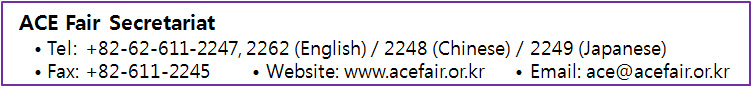 ACE Fair Secretariat
• Tel: +82-62-611-2247, 2262 (English) / 2248 (Chinese) / 2249 (Japanese)
• Fax: +82-611-2245 • Website: www.acefair.or.kr • Email: ace@acefair.or.kr